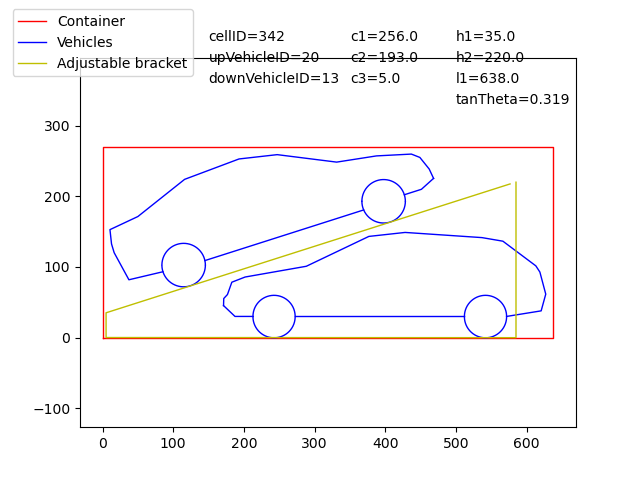 Container
Vehicles
Adjustable bracket
cellID=342 c1=256.0 h1=35.0
upVehicleID=20 c2=193.0 h2=220.0
downVehicleID=13 c3=5.0 l1=638.0
tanTheta=0.319
300
200
100
0
−100
0 100 200 300 400 500 600